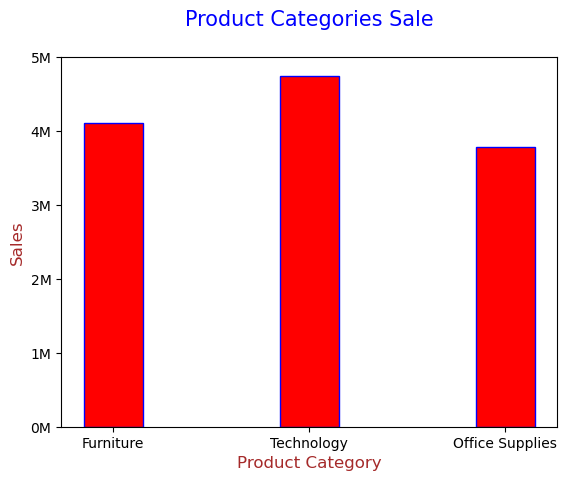 Product Categories Sale
5M
4M
3M
2M
1M
0M
Sales
Furniture Technology Office Supplies
Product Category